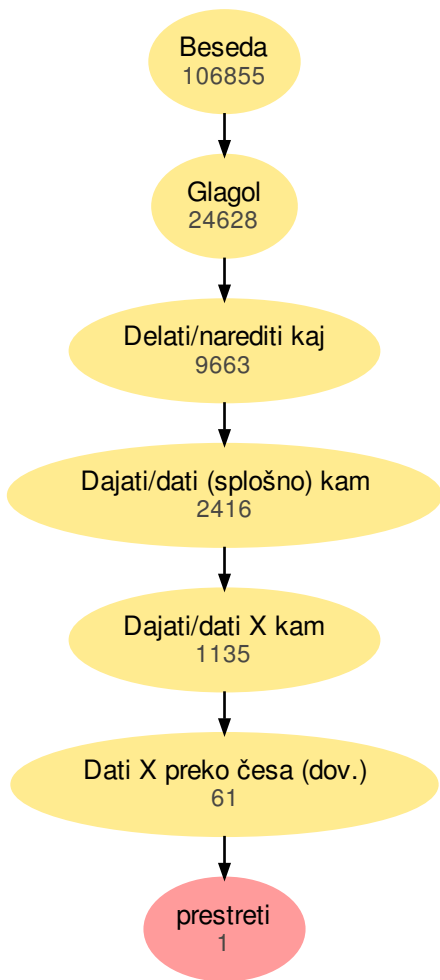 Beseda
106855
Glagol
24628
Delati/narediti kaj
9663
Dajati/dati (splošno) kam
2416
Dajati/dati X kam
1135
Dati X preko česa (dov.)
61
prestreti
1